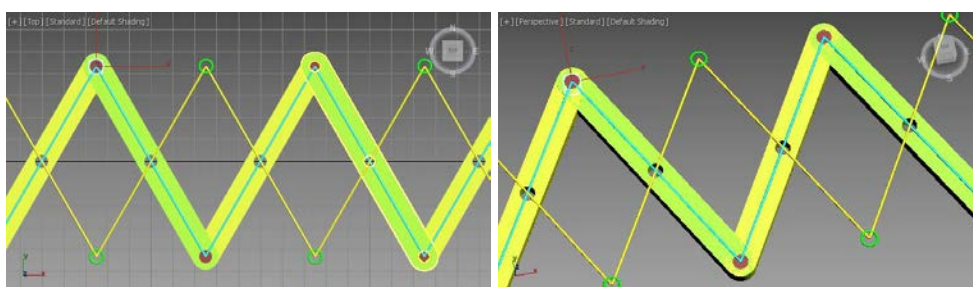 [+] [Top] [Standard] [Default Shading]
N
W
E
S
x
y
z
x
[+] [Perspective] [Standard] [Default Shading]
z
x
S
y
x